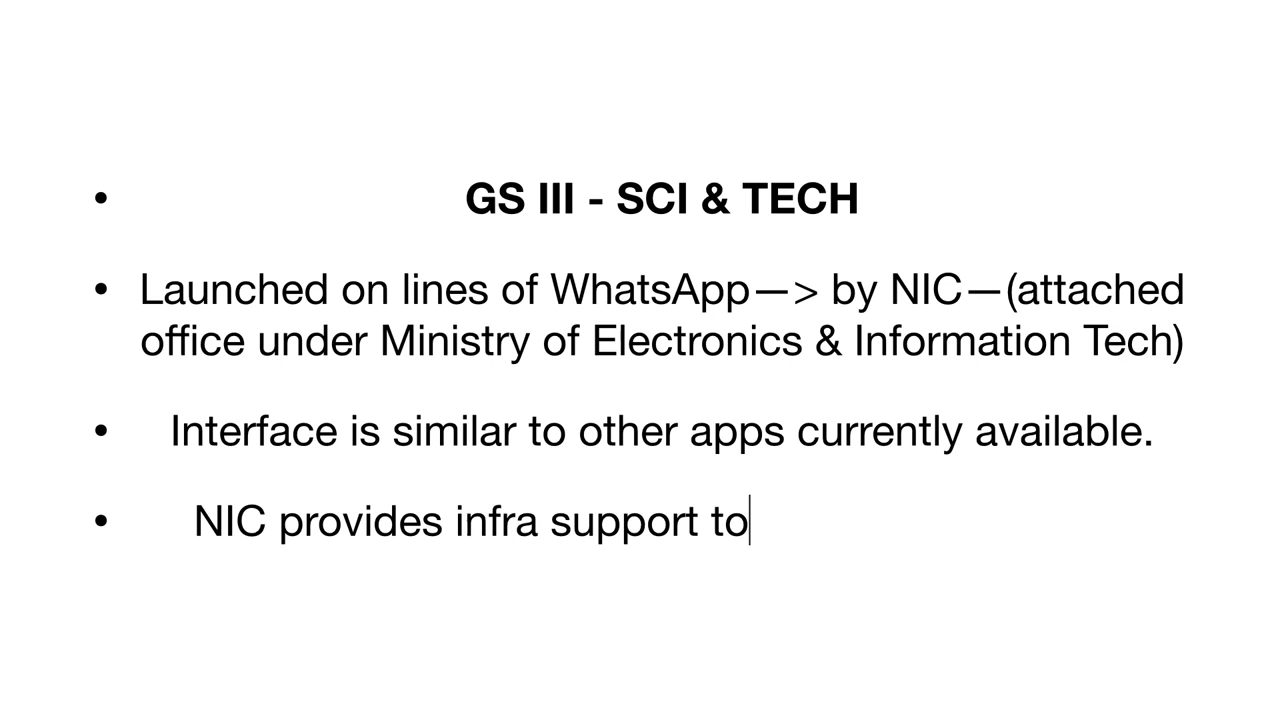 • GS III - SCI & TECH
• Launched on lines of WhatsApp—> by NIC—(attached
office under Ministry of Electronics & Information Tech)
• Interface is similar to other apps currently available.
• NIC provides infra support to